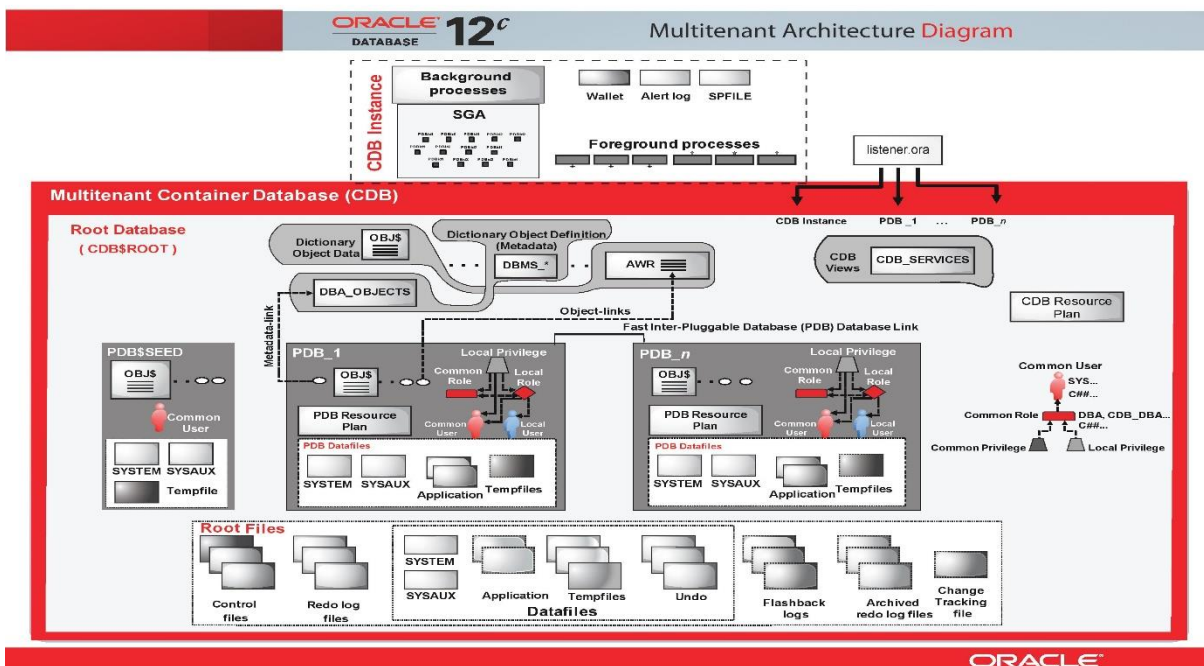 ORACLE
DATABASE
12c
Multitenant Architecture Diagram
CDB Instance
Background
processes
SGA
Wallet
Alert log
SPFILE
Foreground processes
listener.ora
Multitenant Container Database (CDB)
CDB Instance
PDB _1
...
PDB_n
Root Database
( CDB$ROOT )
Dictionary
Object Data
OBJ$
Dictionary Object Definition
(Metadata)
DBMS_*
AWR
DBA_OBJECTS
CDB
Views
CDB_SERVICES
CDB Resource
Plan
Metadata-link
Object-links
Fast Inter-Pluggable Database (PDB) Database Link
PDB$SEED
OBJ$
Common
User
SYSTEM
SYSAUX
Tempfile
PDB_1
OBJ$
Local Privilege
Common
Role
Local
Role
PDB Resource
Plan
Common
User
Local
User
PDB Datafiles
SYSTEM
SYSAUX
Application
Tempfiles
PDB_n
OBJ$
Local Privilege
Common
Role
Local
Role
PDB Resource
Plan
Common
User
Local
User
PDB Datafiles
SYSTEM
SYSAUX
Application
Tempfiles
Common User
SYS...
C##...
Common Role
DBA, CDB_DBA...
C##...
Common Privilege
Local Privilege
Root Files
Control
files
Redo log
files
SYSTEM
SYSAUX
Application
Tempfiles
Undo
Datafiles
Flashback
logs
Archived
redo log files
Change
Tracking
file
ORACLE